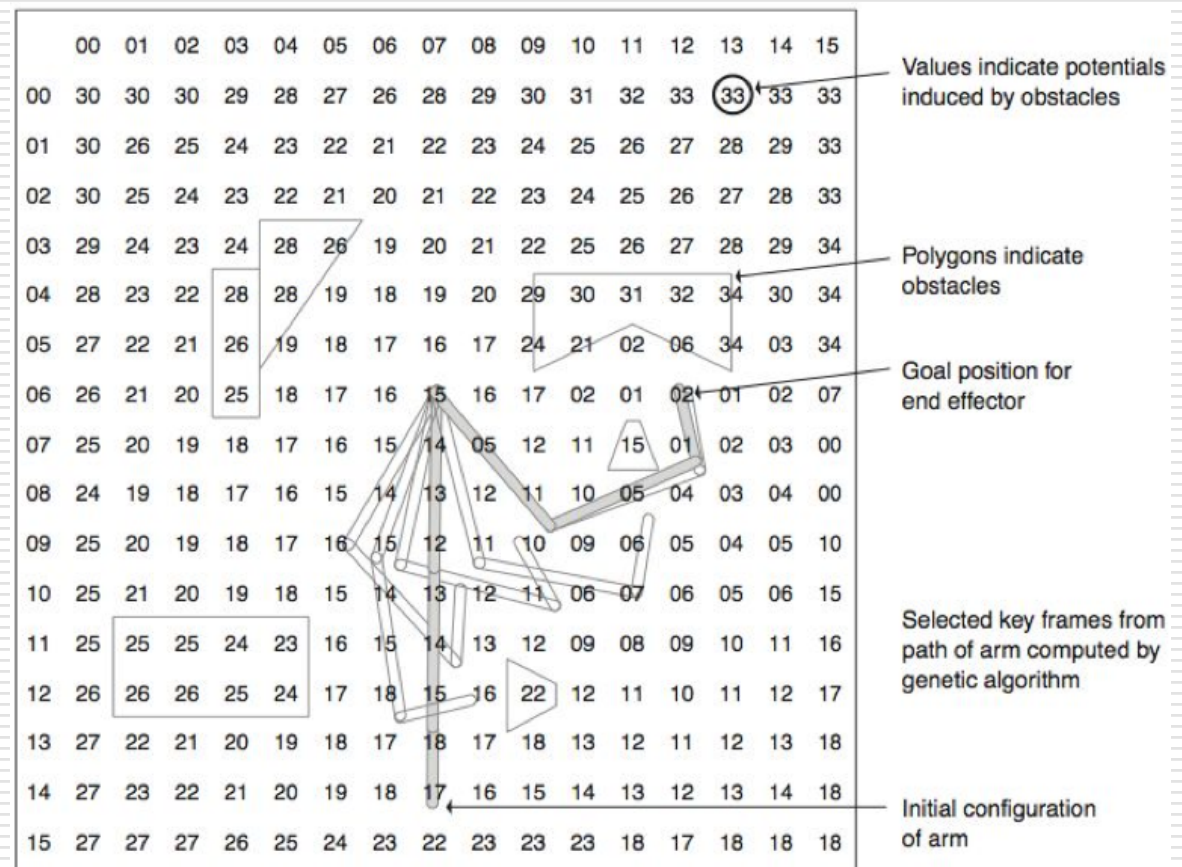 00 01 02 03 04 05 06 07 08 09 10 11 12 13 14 15
00 30 30 30 29 28 27 26 28 29 30 31 32 33 33 33 33
01 30 26 25 24 23 22 21 22 23 24 25 26 27 28 29 33
02 30 25 24 23 22 21 20 21 22 23 24 25 26 27 28 33
03 29 24 23 24 28 26 19 20 21 22 25 26 27 28 29 34
04 28 23 22 28 28 19 18 19 20 29 30 31 32 34 30 34
05 27 22 21 26 19 18 17 16 17 24 21 02 06 34 03 34
06 26 21 20 25 18 17 16 15 16 17 02 01 02 01 02 07
07 25 20 19 18 17 16 15 14 05 12 11 15 01 02 03 00
08 24 19 18 17 16 15 14 13 12 11 10 05 04 03 04 00
09 25 20 19 18 17 16 15 12 11 10 09 06 05 04 05 10
10 25 21 20 19 18 15 14 13 12 11 06 07 06 05 06 15
11 25 25 25 24 23 16 15 14 13 12 09 08 09 10 11 16
12 26 26 26 25 24 17 18 15 16 22 12 11 10 11 12 17
13 27 22 21 20 19 18 17 18 17 18 13 12 11 12 13 18
14 27 23 22 21 20 19 18 17 16 15 14 13 12 13 14 18
15 27 27 27 26 25 24 23 22 23 23 23 18 17 18 18 18
Values indicate potentials
induced by obstacles
Polygons indicate
obstacles
Goal position for
end effector
Selected key frames from
path of arm computed by
genetic algorithm
Initial configuration
of arm